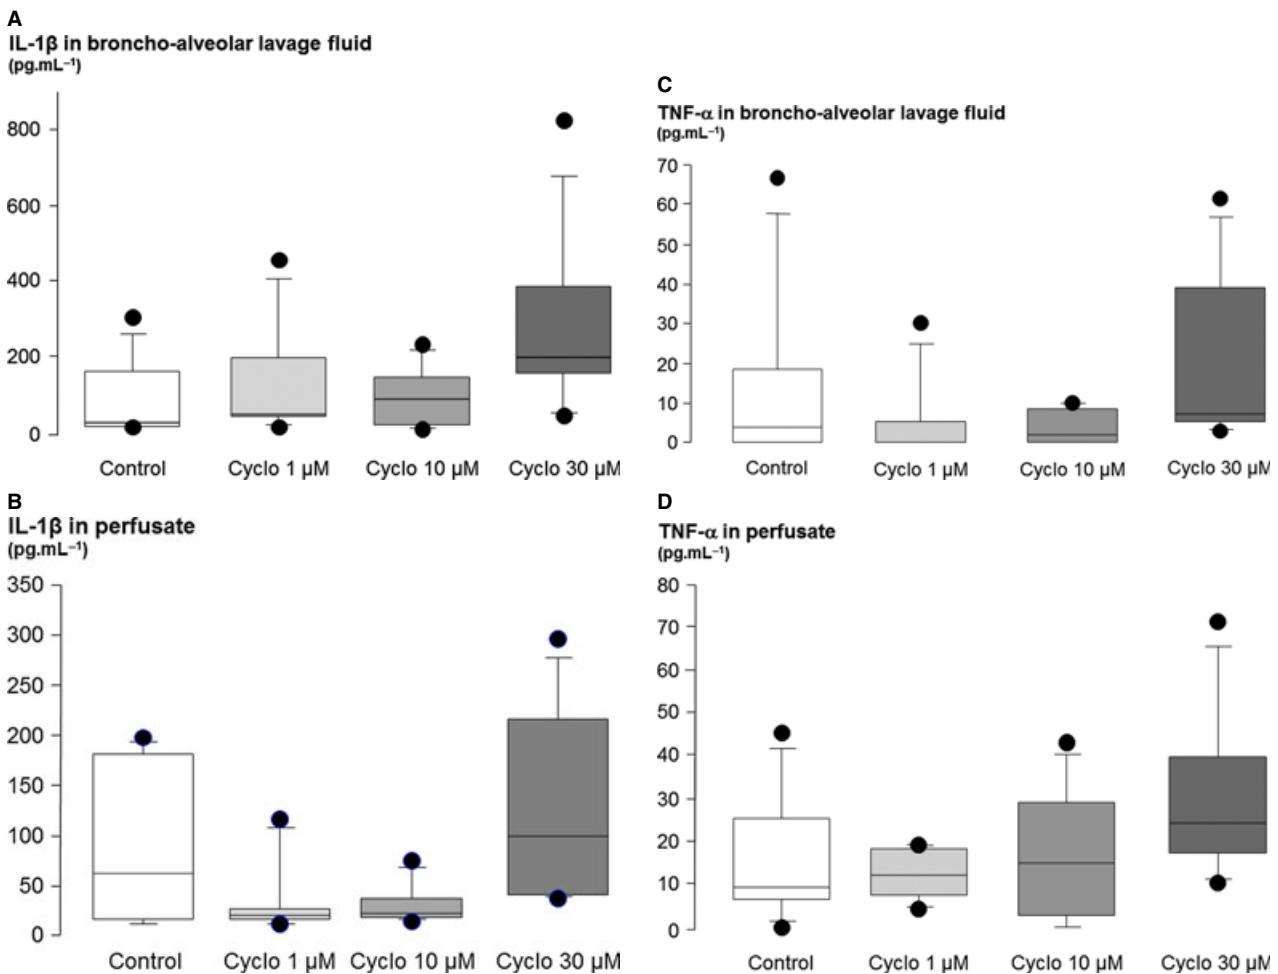 A
IL-1β in broncho-alveolar lavage fluid
(pg.mL⁻¹)
800
600
400
200
0
Control Cyclo 1 µM Cyclo 10 µM Cyclo 30 µM
B
IL-1β in perfusate
(pg.mL⁻¹)
350
300
250
200
150
100
50
0
Control Cyclo 1 µM Cyclo 10 µM Cyclo 30 µM
C
TNF-α in broncho-alveolar lavage fluid
(pg.mL⁻¹)
70
60
50
40
30
20
10
0
Control Cyclo 1 µM Cyclo 10 µM Cyclo 30 µM
D
TNF-α in perfusate
(pg.mL⁻¹)
80
70
60
50
40
30
20
10
0
Control Cyclo 1 µM Cyclo 10 µM Cyclo 30 µM